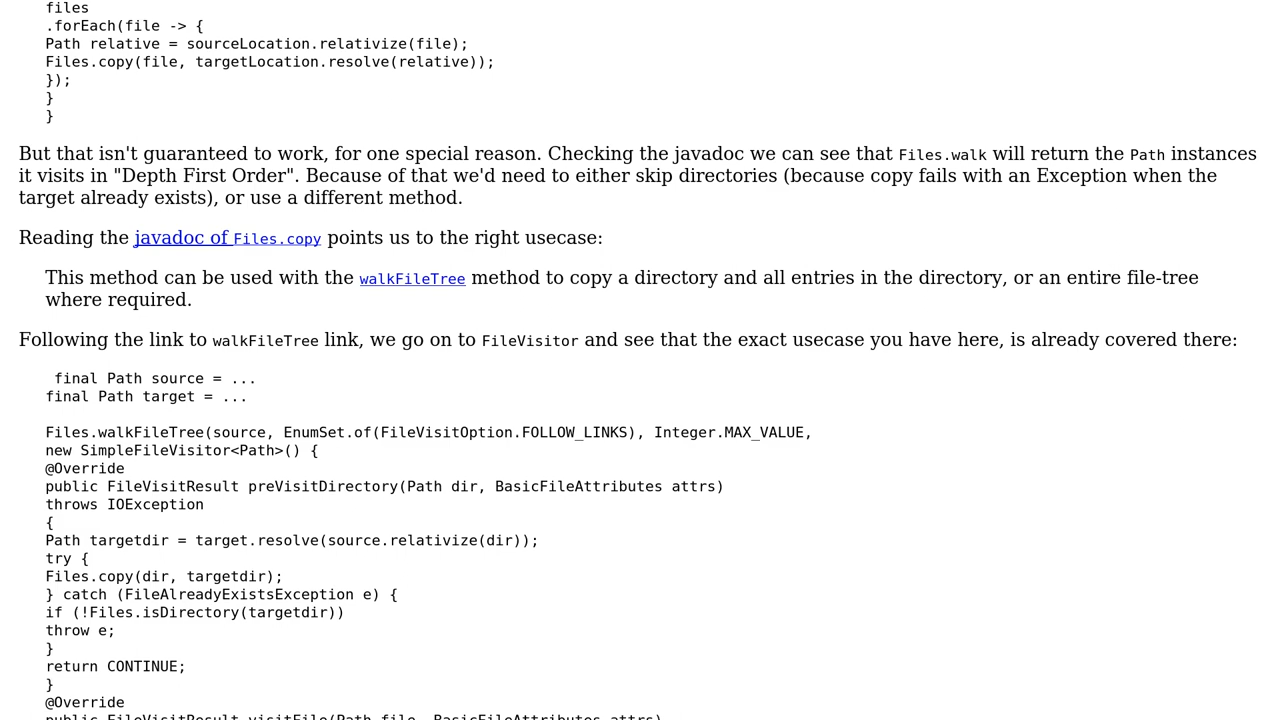 files
.forEach(file -> {
Path relative = sourceLocation.relativize(file);
Files.copy(file, targetLocation.resolve(relative));
});
}
}
But that isn't guaranteed to work, for one special reason. Checking the javadoc we can see that Files.walk will return the Path instances
it visits in "Depth First Order". Because of that we'd need to either skip directories (because copy fails with an Exception when the
target already exists), or use a different method.
Reading the javadoc of Files.copy points us to the right usecase:
This method can be used with the walkFileTree method to copy a directory and all entries in the directory, or an entire file-tree
where required.
Following the link to walkFileTree link, we go on to FileVisitor and see that the exact usecase you have here, is already covered there:
final Path source = ...
final Path target = ...
Files.walkFileTree(source, EnumSet.of(FileVisitOption.FOLLOW_LINKS), Integer.MAX_VALUE,
new SimpleFileVisitor<Path>() {
@Override
public FileVisitResult preVisitDirectory(Path dir, BasicFileAttributes attrs)
throws IOException
{
Path targetdir = target.resolve(source.relativize(dir));
try {
Files.copy(dir, targetdir);
} catch (FileAlreadyExistsException e) {
if (!Files.isDirectory(targetdir))
throw e;
}
return CONTINUE;
}
@Override
public FileVisitResult visitFile(Path file, BasicFileAttributes attrs)